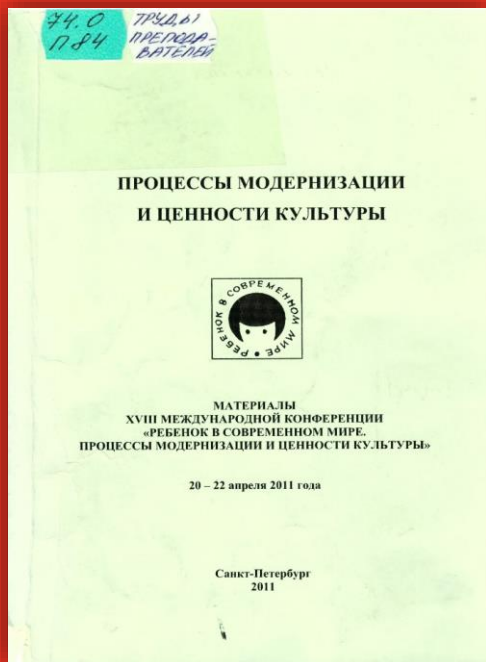 74.0 ТРУДЫ
П 84 ПРЕПОДА-
ВАТЕЛЕЙ
ПРОЦЕССЫ МОДЕРНИЗАЦИИ
И ЦЕННОСТИ КУЛЬТУРЫ
РЕБЕНОК В СОВРЕМЕННОМ МИРЕ •
МАТЕРИАЛЫ
XVIII МЕЖДУНАРОДНОЙ КОНФЕРЕНЦИИ
«РЕБЕНОК В СОВРЕМЕННОМ МИРЕ.
ПРОЦЕССЫ МОДЕРНИЗАЦИИ И ЦЕННОСТИ КУЛЬТУРЫ»
20 – 22 апреля 2011 года
Санкт-Петербург
2011